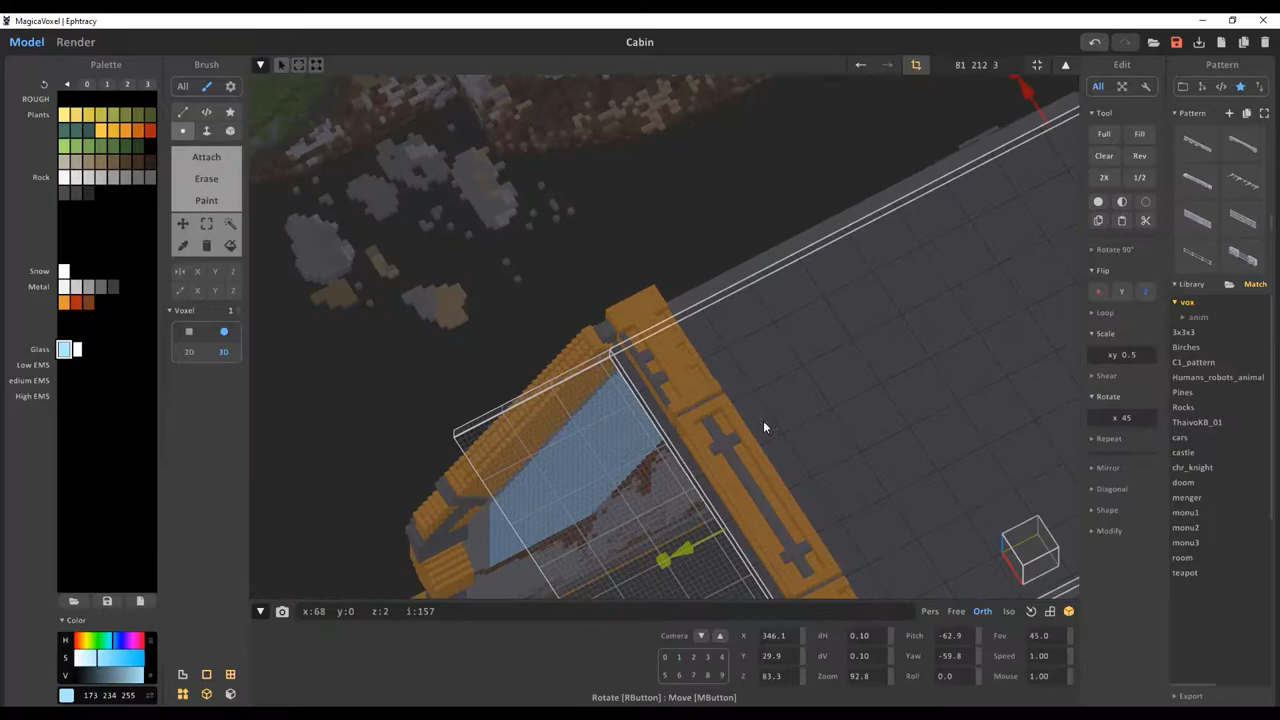 MagicaVoxel | Ephtracy
Model Render Cabin
Palette Brush 81 212 3 Edit Pattern
0 1 2 3 All All
ROUGH
Plants Tool Pattern
Full Fill
Attach Clear Rev
Rock Erase 2X 1/2
Paint
Rotate 90°
Snow X Y Z Flip Library Match
Metal X Y Z Y Z vox
Voxel 1 Loop anim
Scale 3x3x3
Glass 2D 3D xy 0.5 Birches
Low EMS Shear C1_pattern
edium EMS Rotate Humans_robots_animal
High EMS x 45 Pines
Repeat Rocks
ThaivoKB_01
Mirror cars
Diagonal castle
Shape chr_knight
Modify doom
menger
monu1
monu2
monu3
room
teapot
x:68 y:0 z:2 i:157 Pers Free Orth Iso
Color
H Camera X 346.1 dH 0.10 Pitch -62.9 Fov 45.0
S 0 1 2 3 4 Y 29.9 dV 0.10 Yaw -59.8 Speed 1.00
V 5 6 7 8 9 Z 83.3 Zoom 92.8 Roll 0.0 Mouse 1.00
173 234 255 Rotate [RButton] : Move [MButton] Export